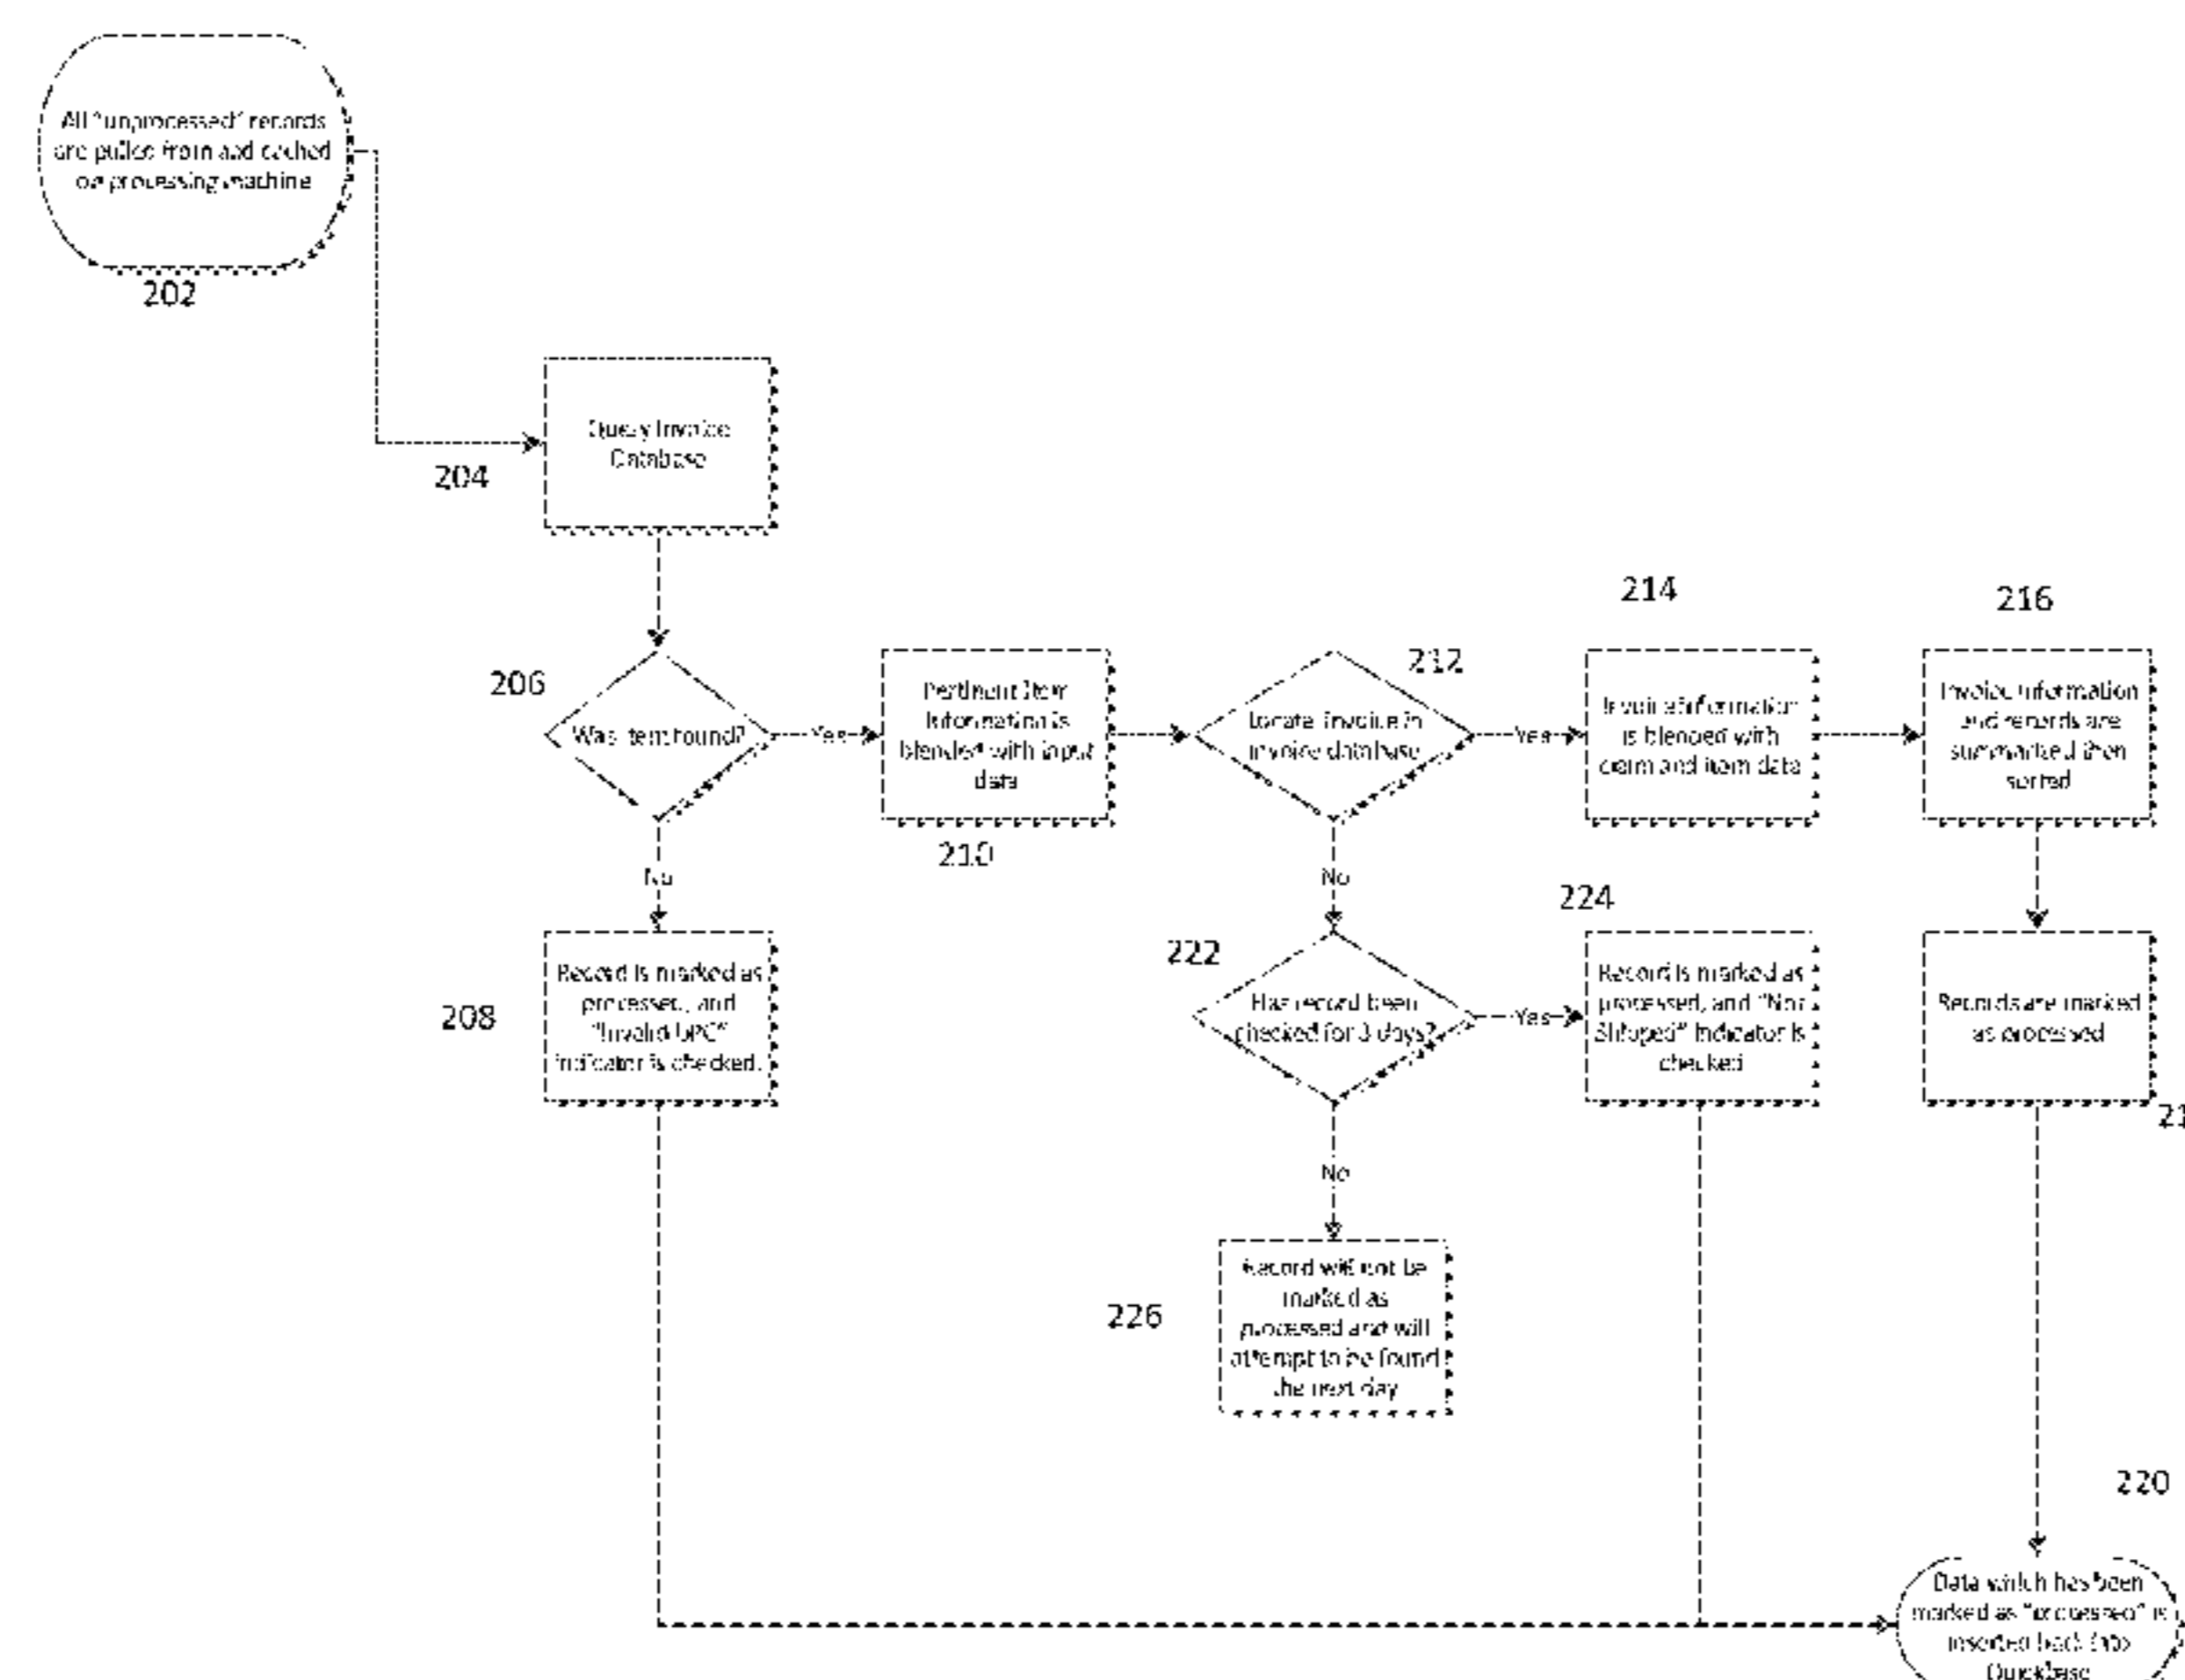 All "unprocessed" records
are pulled from and cached
on processing machine
202
Query Invoice
Database
204
206
Was item found?
Yes
No
Pertinent Item
Information is
blended with input
data
210
212
Locate invoice in
invoice database
Yes
No
214
Invoice information
is blended with
claim and item data
216
Invoice information
and records are
summarized then
sorted
208
Record is marked as
processed, and
"Invalid UPC"
indicator is checked.
222
Has record been
checked for 3 days?
Yes
No
224
Record is marked as
processed, and "Not
Shipped" Indicator is
checked
Records are marked
as processed
21
226
Record will not be
marked as
processed and will
attempt to be found
the next day
220
Data which has been
marked as "processed" is
inserted back into
Quickbase